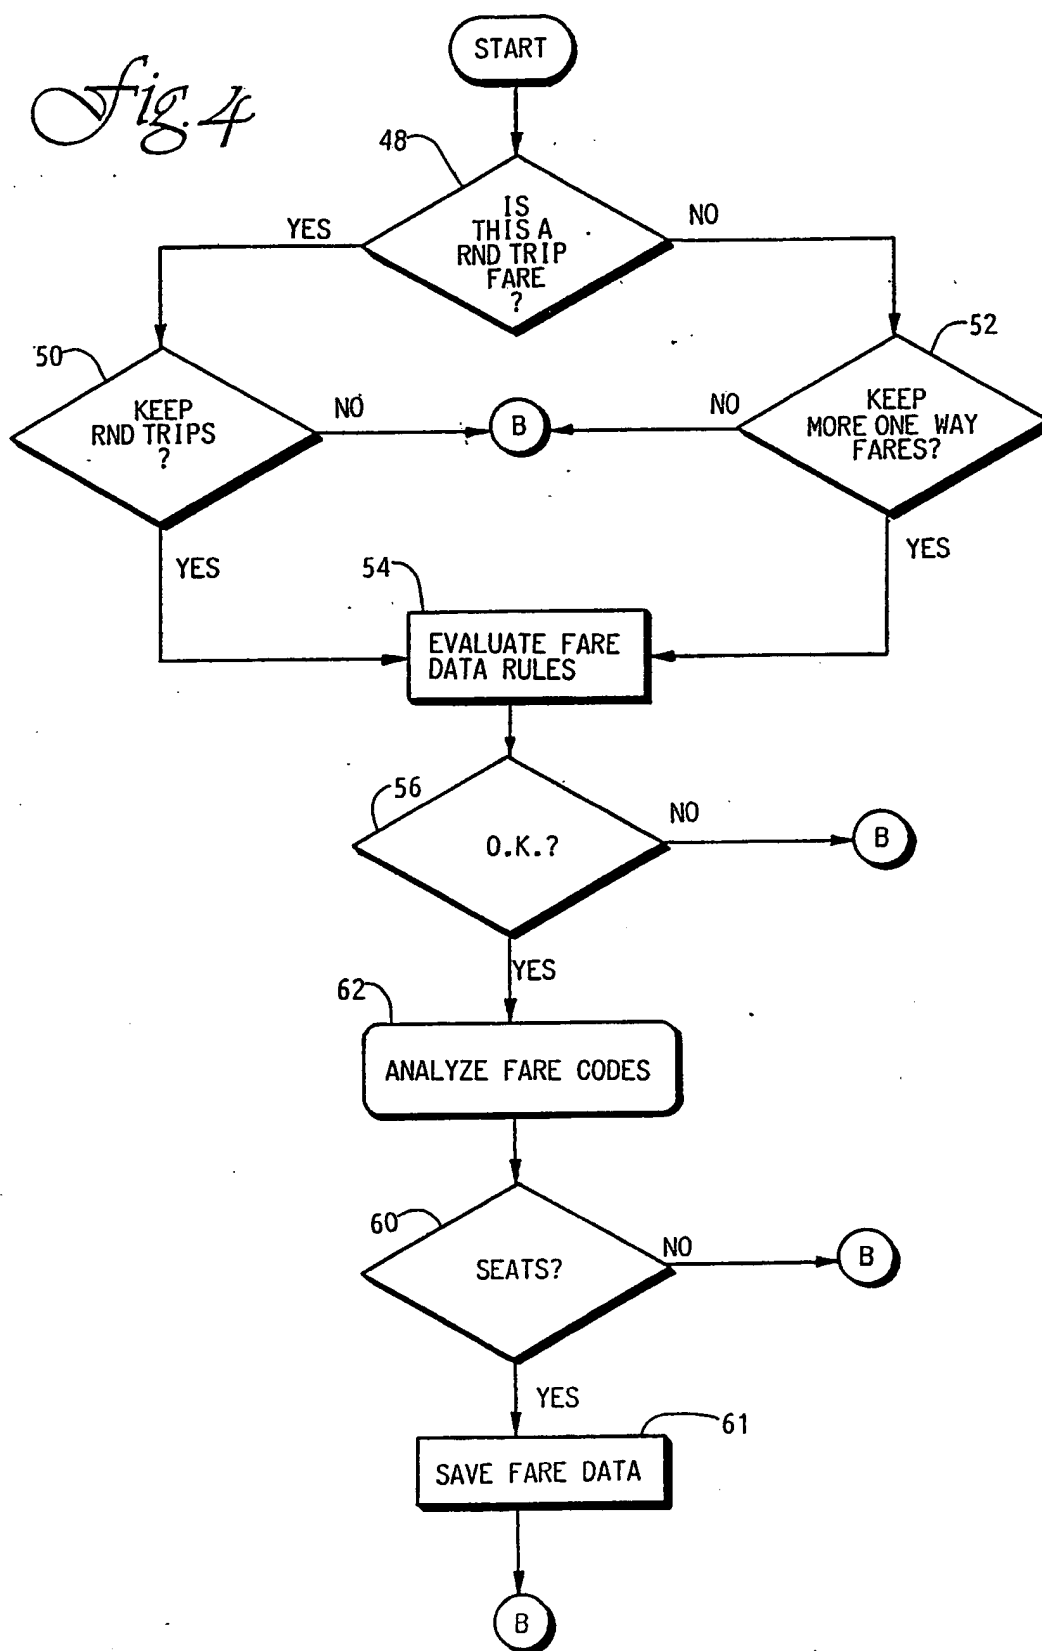 Fig. 4
START
48
IS
THIS A
RND TRIP
FARE
?
YES
NO
50
KEEP
RND TRIPS
?
NO
B
NO
52
KEEP
MORE ONE WAY
FARES?
YES
YES
54
EVALUATE FARE
DATA RULES
56
O.K.?
NO
B
YES
62
ANALYZE FARE CODES
60
SEATS?
NO
B
YES
61
SAVE FARE DATA
B